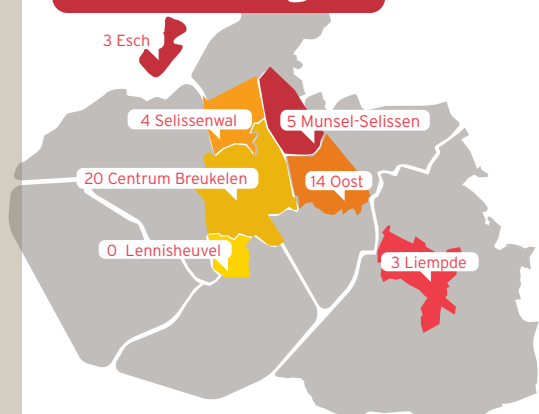 3 Esch
4 Selissenwal
5 Munsel-Selissen
20 Centrum Breukelen
14 Oost
0 Lennisheuvel
3 Liempde